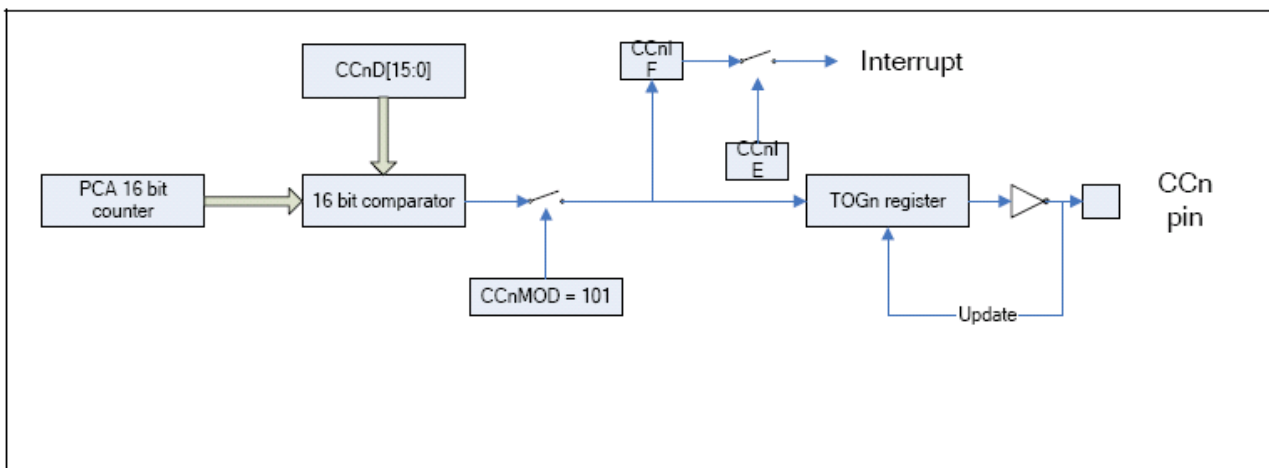 CCnD[15:0]
CCnI
F
Interrupt
CCnI
E
PCA 16 bit
counter
16 bit comparator
TOGn register
CCn
pin
CCnMOD = 101
Update